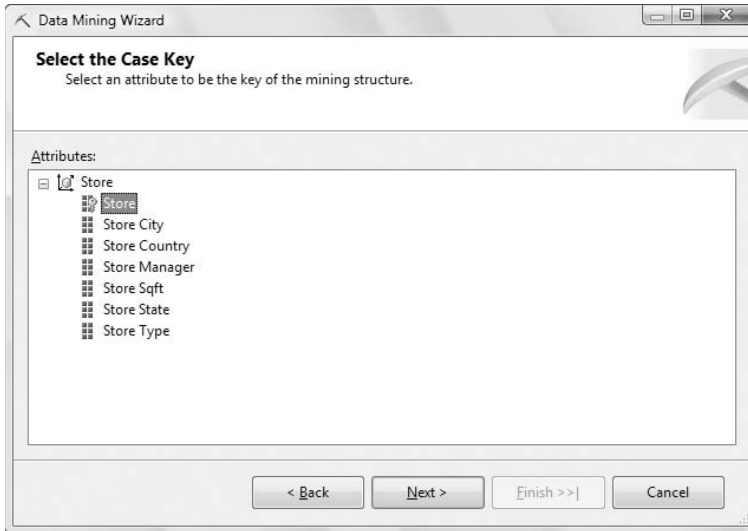 Data Mining Wizard
Select the Case Key
Select an attribute to be the key of the mining structure.
Attributes:
Store
Store
Store City
Store Country
Store Manager
Store Sqft
Store State
Store Type
< Back
Next >
Finish >>|
Cancel